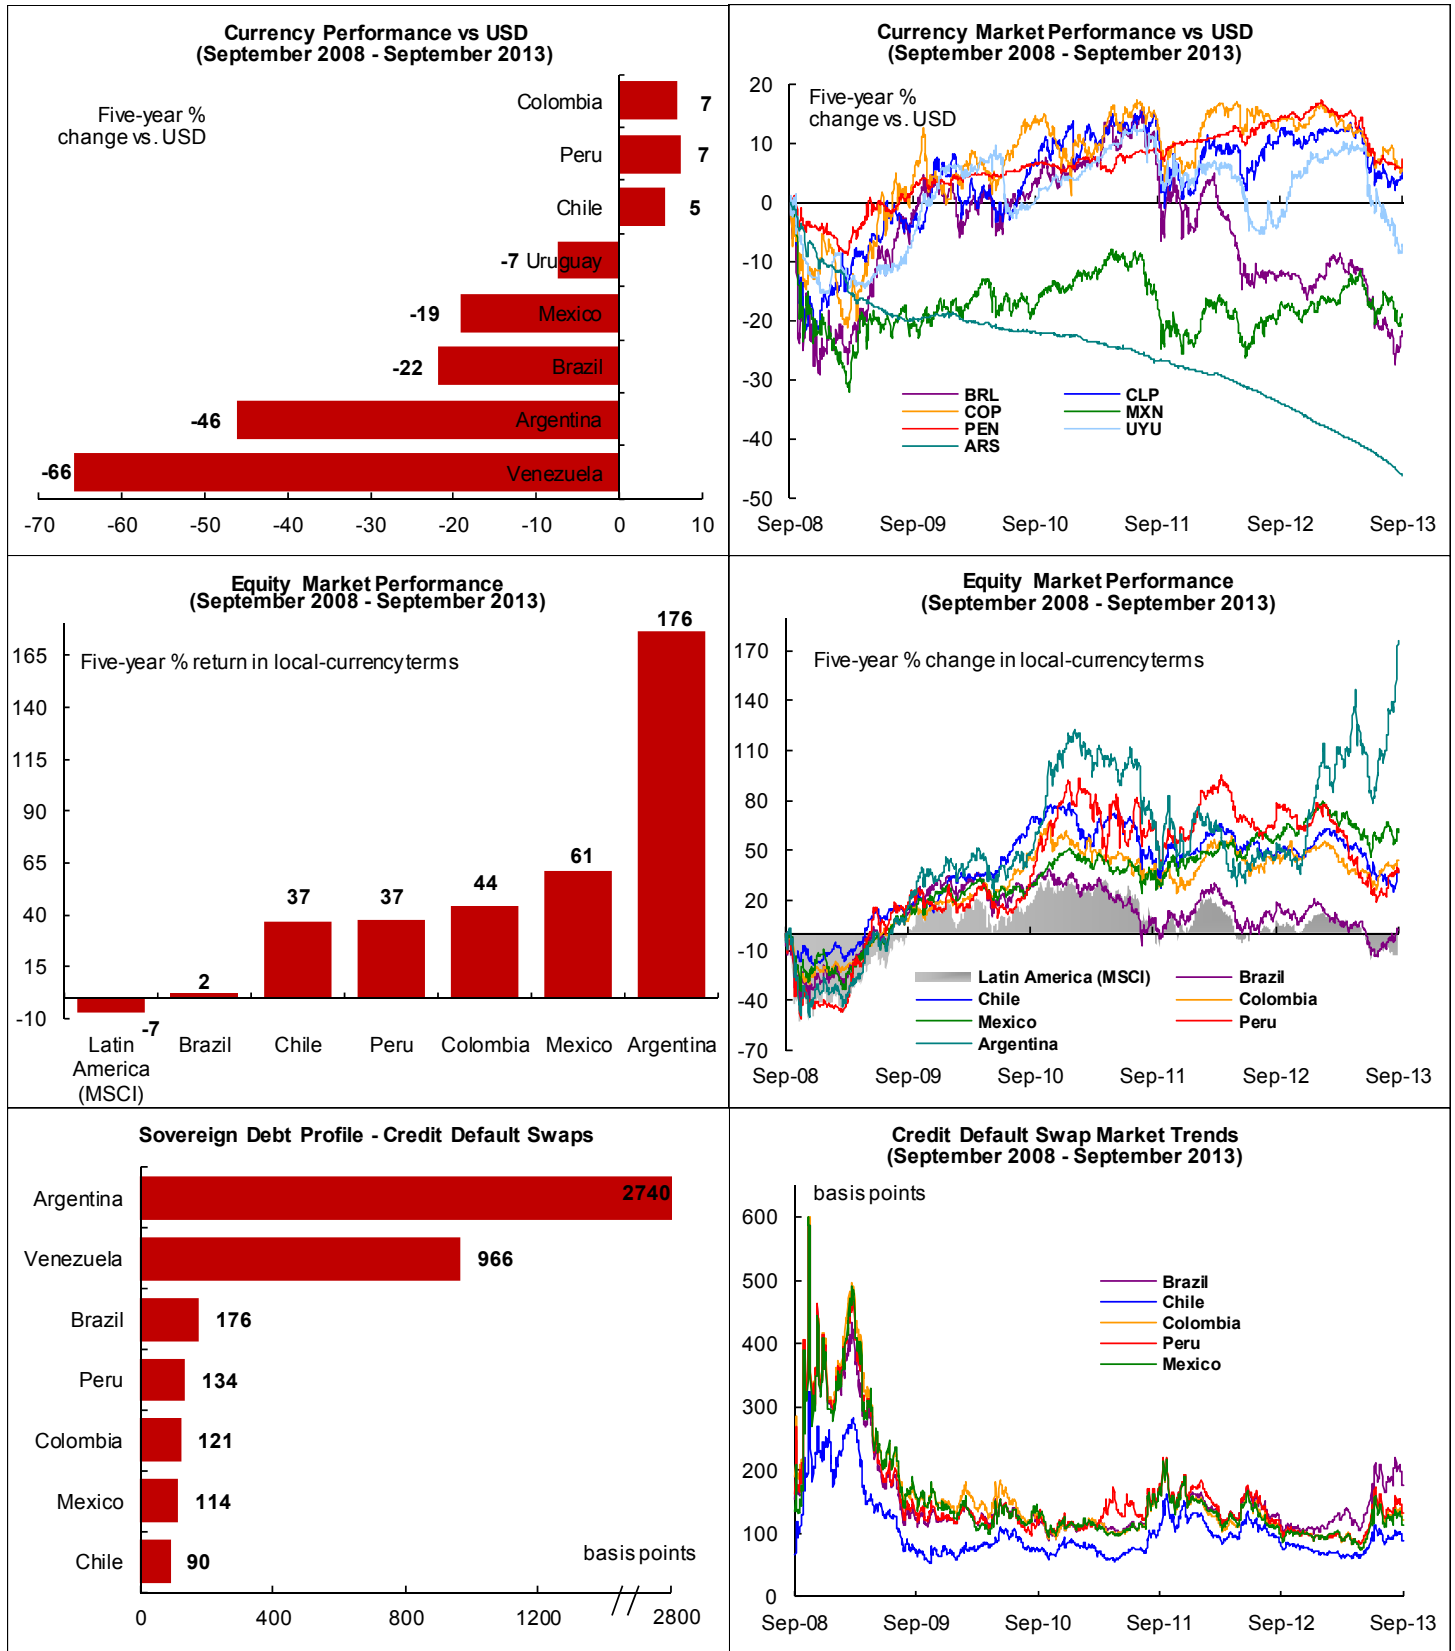 Currency Performance vs USD
(September 2008 - September 2013)
Five-year %
change vs. USD
Colombia 7
Peru 7
Chile 5
-7 Uruguay
-19 Mexico
-22 Brazil
-46 Argentina
-66 Venezuela
-70 -60 -50 -40 -30 -20 -10 0 10
Currency Market Performance vs USD
(September 2008 - September 2013)
Five-year %
change vs. USD
20
10
0
-10
-20
-30
-40
-50
BRL CLP
COP MXN
PEN UYU
ARS
Sep-08 Sep-09 Sep-10 Sep-11 Sep-12 Sep-13
Equity Market Performance
(September 2008 - September 2013)
Five-year % return in local-currency terms
165
140
115
90
65
40
15
-10
-7 2 37 37 44 61 176
Latin America (MSCI) Brazil Chile Peru Colombia Mexico Argentina
Equity Market Performance
(September 2008 - September 2013)
Five-year % change in local-currency terms
170
140
110
80
50
20
-10
-40
-70
Latin America (MSCI) Brazil
Chile Colombia
Mexico Peru
Argentina
Sep-08 Sep-09 Sep-10 Sep-11 Sep-12 Sep-13
Sovereign Debt Profile - Credit Default Swaps
Argentina 2740
Venezuela 966
Brazil 176
Peru 134
Colombia 121
Mexico 114
Chile 90
basis points
0 400 800 1200 // // 2800
Credit Default Swap Market Trends
(September 2008 - September 2013)
basis points
600
500
400
300
200
100
0
Brazil
Chile
Colombia
Peru
Mexico
Sep-08 Sep-09 Sep-10 Sep-11 Sep-12 Sep-13